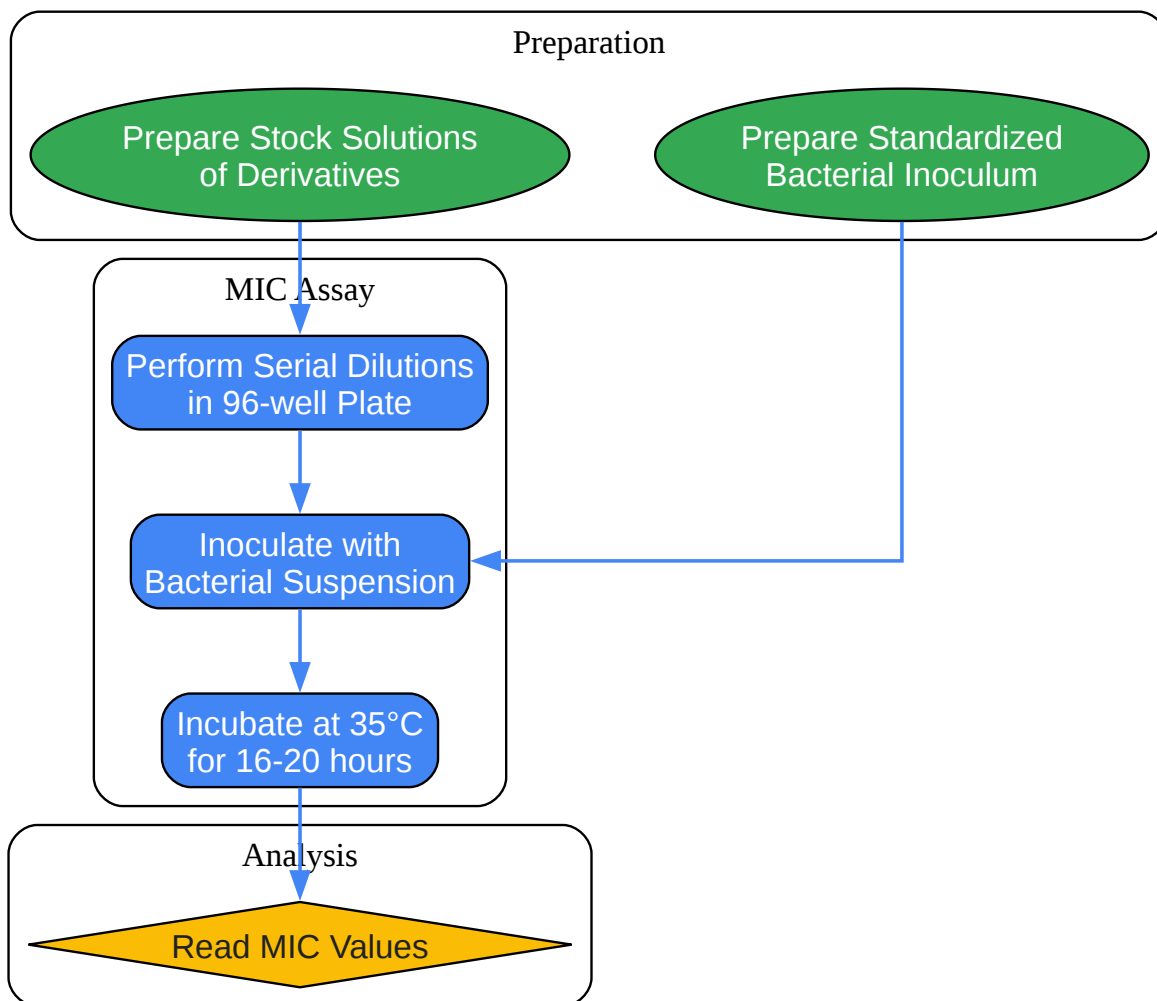 Preparation
Prepare Stock Solutions
of Derivatives
Prepare Standardized
Bacterial Inoculum
MIC Assay
Perform Serial Dilutions
in 96-well Plate
Inoculate with
Bacterial Suspension
Incubate at 35°C
for 16-20 hours
Analysis
Read MIC Values